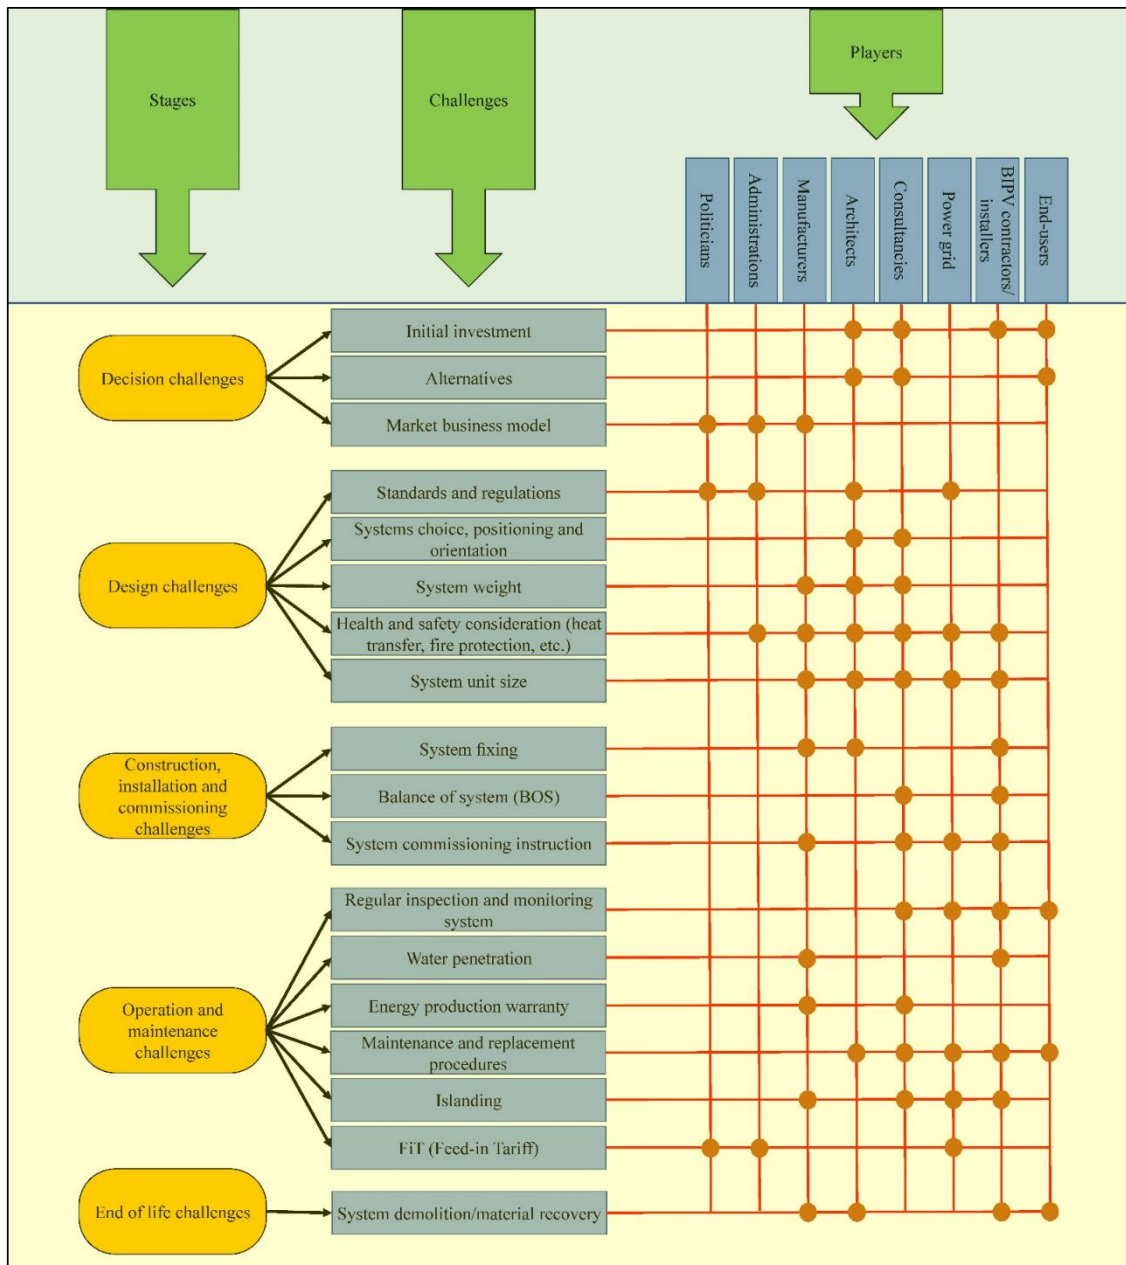 Stages
Challenges
Players
Politicians
Administrations
Manufacturers
Architects
Consultancies
Power grid
BIPV contractors/
installers
End-users
Decision challenges
Initial investment
Alternatives
Market business model
Design challenges
Standards and regulations
Systems choice, positioning and
orientation
System weight
Health and safety consideration (heat
transfer, fire protection, etc.)
System unit size
Construction,
installation and
commissioning
challenges
System fixing
Balance of system (BOS)
System commissioning instruction
Operation and
maintenance
challenges
Regular inspection and monitoring
system
Water penetration
Energy production warranty
Maintenance and replacement
procedures
Islanding
FiT (Feed-in Tariff)
End of life challenges
System demolition/material recovery